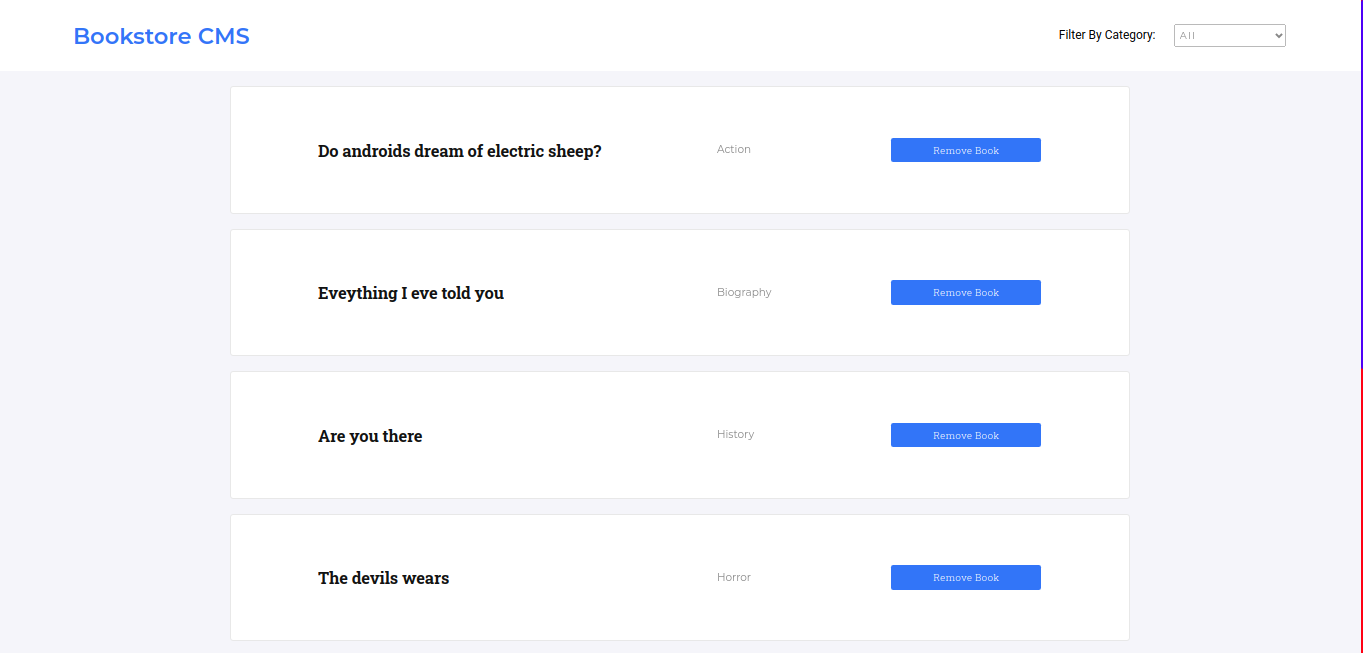 Bookstore CMS
Filter By Category: All
Do androids dream of electric sheep? Action Remove Book
Eveything I eve told you Biography Remove Book
Are you there History Remove Book
The devils wears Horror Remove Book